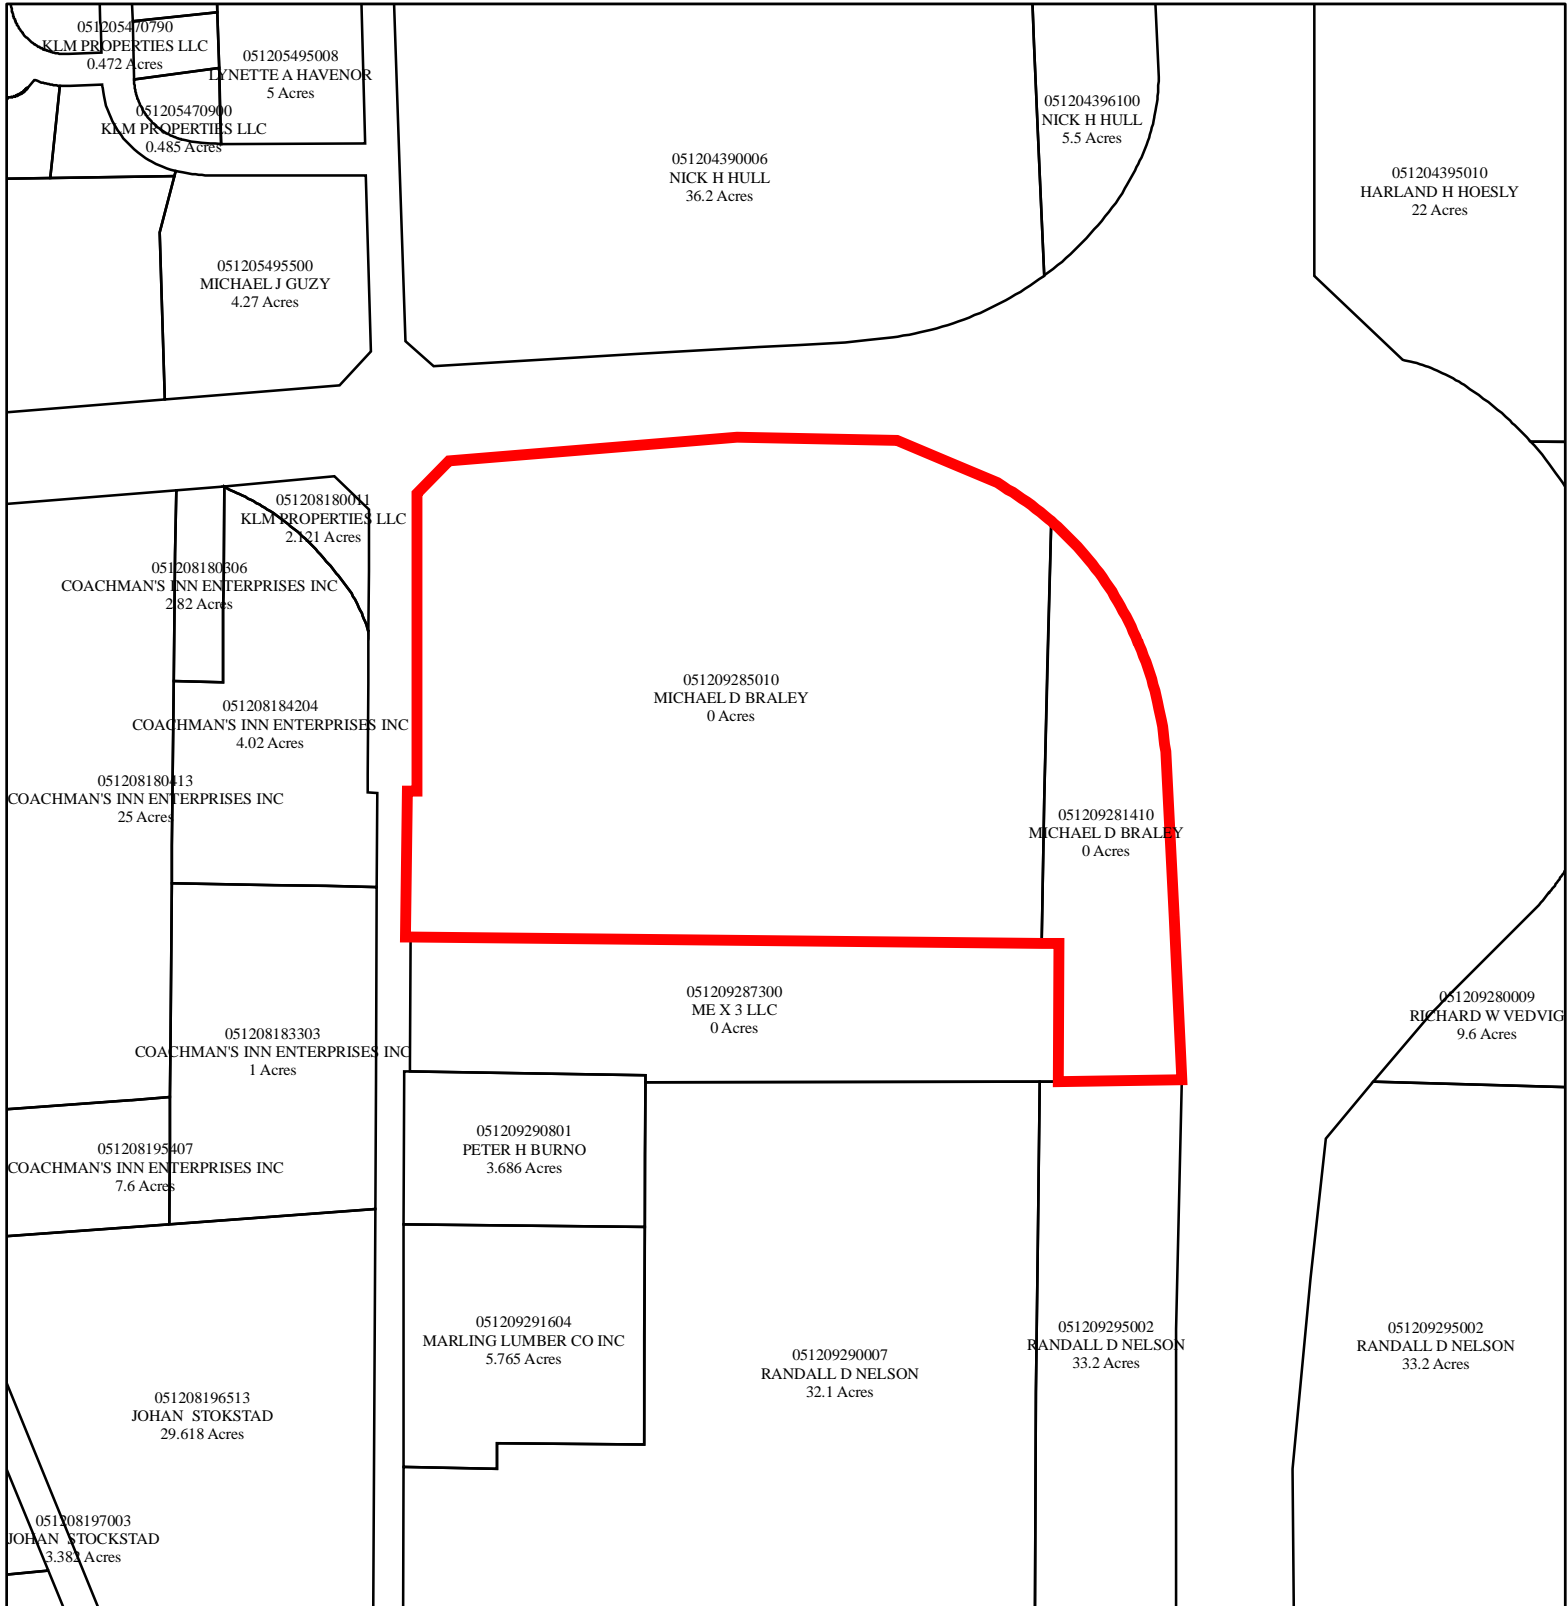 051205470790
KLM PROPERTIES LLC
0.472 Acres
051205495008
LYNETTE A HAVENOR
5 Acres
051205470900
KLM PROPERTIES LLC
0.485 Acres
051204396100
NICK H HULL
5.5 Acres
051204390006
NICK H HULL
36.2 Acres
051204395010
HARLAND H HOESLY
22 Acres
051205495500
MICHAEL J GUZY
4.27 Acres
051208180011
KLM PROPERTIES LLC
2.121 Acres
051208180306
COACHMAN'S INN ENTERPRISES INC
2.82 Acres
051209285010
MICHAEL D BRALEY
0 Acres
051208184204
COACHMAN'S INN ENTERPRISES INC
4.02 Acres
051208180413
COACHMAN'S INN ENTERPRISES INC
25 Acres
051209281410
MICHAEL D BRALEY
0 Acres
051209287300
ME X 3 LLC
0 Acres
051209280009
RICHARD W VEDVIG
9.6 Acres
051208183303
COACHMAN'S INN ENTERPRISES INC
1 Acres
051209290801
PETER H BURNO
3.686 Acres
051208195407
COACHMAN'S INN ENTERPRISES INC
7.6 Acres
051209291604
MARLING LUMBER CO INC
5.765 Acres
051209295002
RANDALL D NELSON
33.2 Acres
051209295002
RANDALL D NELSON
33.2 Acres
051209290007
RANDALL D NELSON
32.1 Acres
051208196513
JOHAN  STOKSTAD
29.618 Acres
051208197003
JOHAN  STOCKSTAD
3.382 Acres